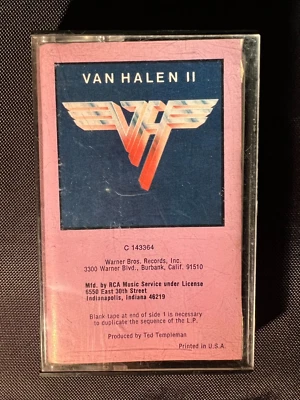 VAN HALEN II
VH
C 143364
Warner Bros. Records, Inc.
3300 Warner Blvd., Burbank, Calif. 91510
Mfd. by RCA Music Service under License
6550 East 30th Street
Indianapolis, Indiana 46219
Black tape at end of side 1 is necessary
to duplicate the sequence of the L.P.
Produced by Ted Templeman
Printed in U.S.A.